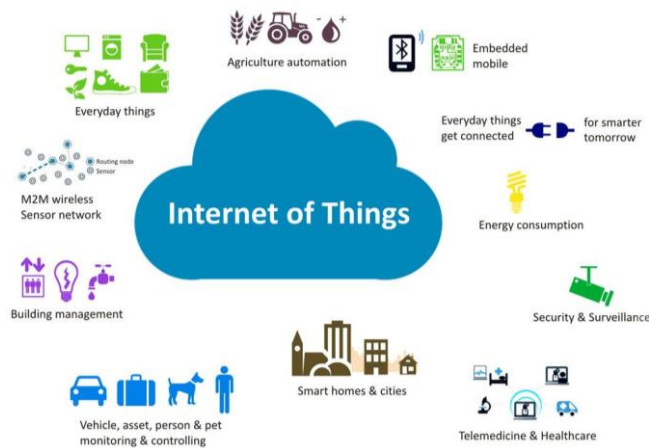 Agriculture automation
Embedded
mobile
Everyday things
Everyday things
get connected
for smarter
tomorrow
Routing node
Sensor
M2M wireless
Sensor network
Internet of Things
Energy consumption
Building management
Security & Surveillance
Smart homes & cities
Vehicle, asset, person & pet
monitoring & controlling
Telemedicine & Healthcare